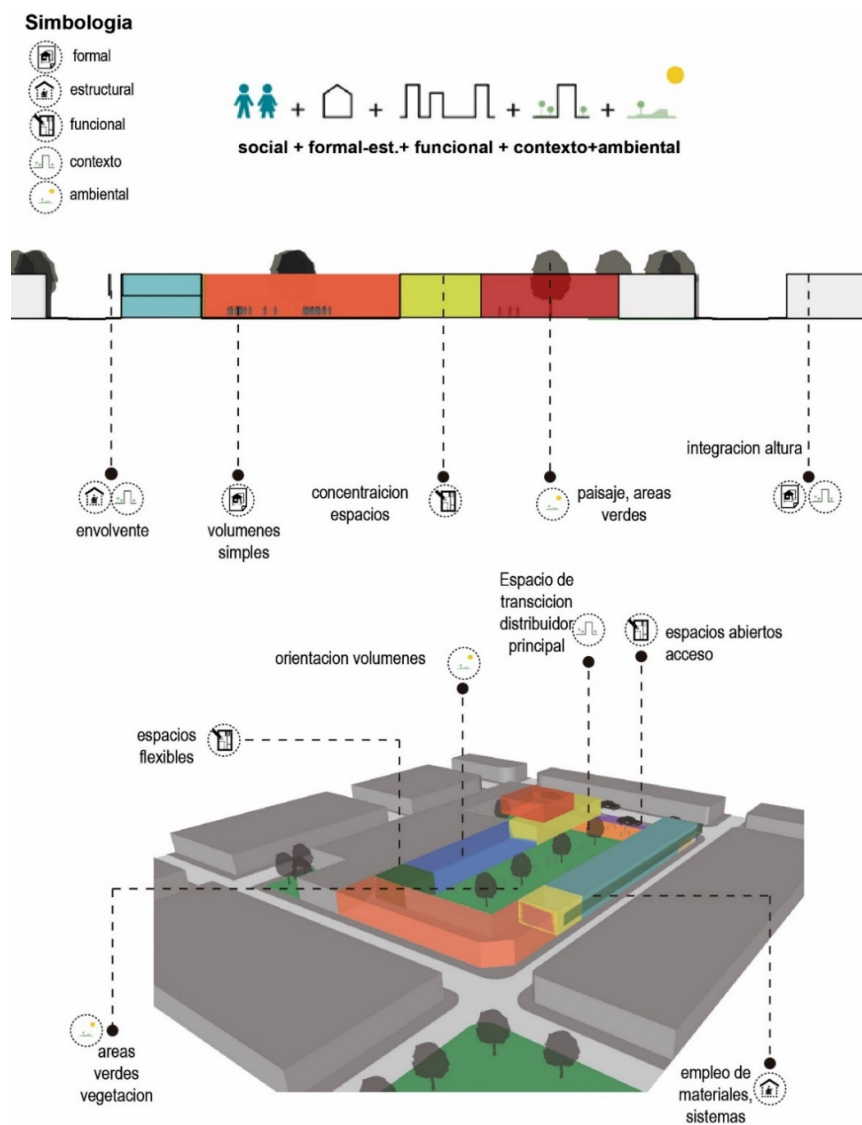 Simbologia
formal
estructural
funcional
contexto
ambiental
social + formal-est.+ funcional + contexto+ambiental
integracion altura
envolvente
volumenes
simples
concentraicion
espacios
paisaje, areas
verdes
Espacio de
transcicion
distribuidor
principal
espacios abiertos
acceso
orientacion volumenes
espacios
flexibles
areas
verdes
vegetacion
empleo de
materiales,
sistemas